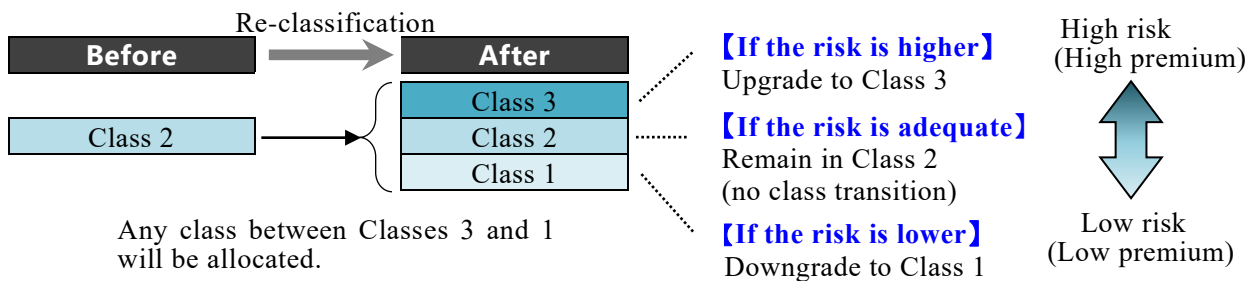 Re-classification
Before
After
Class 2
Class 3
Class 2
Class 1
Any class between Classes 3 and 1
will be allocated.
【If the risk is higher】
Upgrade to Class 3
【If the risk is adequate】
Remain in Class 2
(no class transition)
【If the risk is lower】
Downgrade to Class 1
High risk
(High premium)
Low risk
(Low premium)